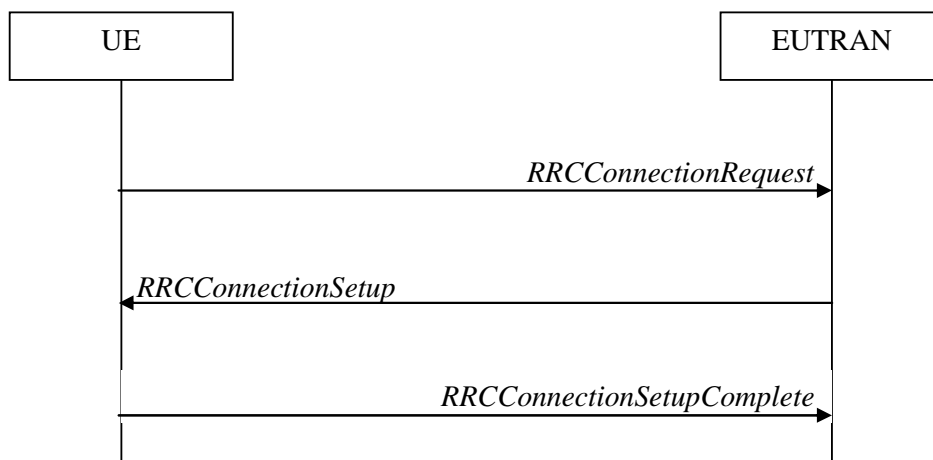 UE
EUTRAN
RRCConnectionRequest
RRCConnectionSetup
RRCConnectionSetupComplete